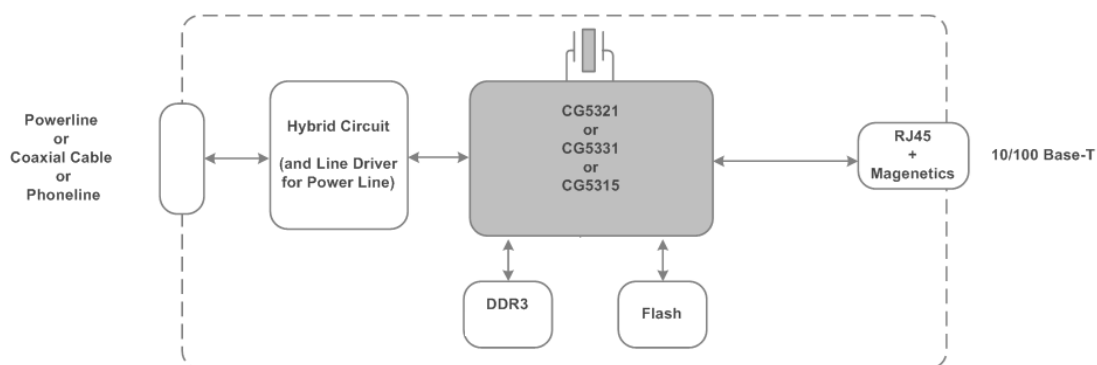 Powerline
or
Coaxial Cable
or
Phoneline
Hybrid Circuit
(and Line Driver
for Power Line)
CG5321
or
CG5331
or
CG5315
RJ45
+
Magenetics
10/100 Base-T
DDR3
Flash